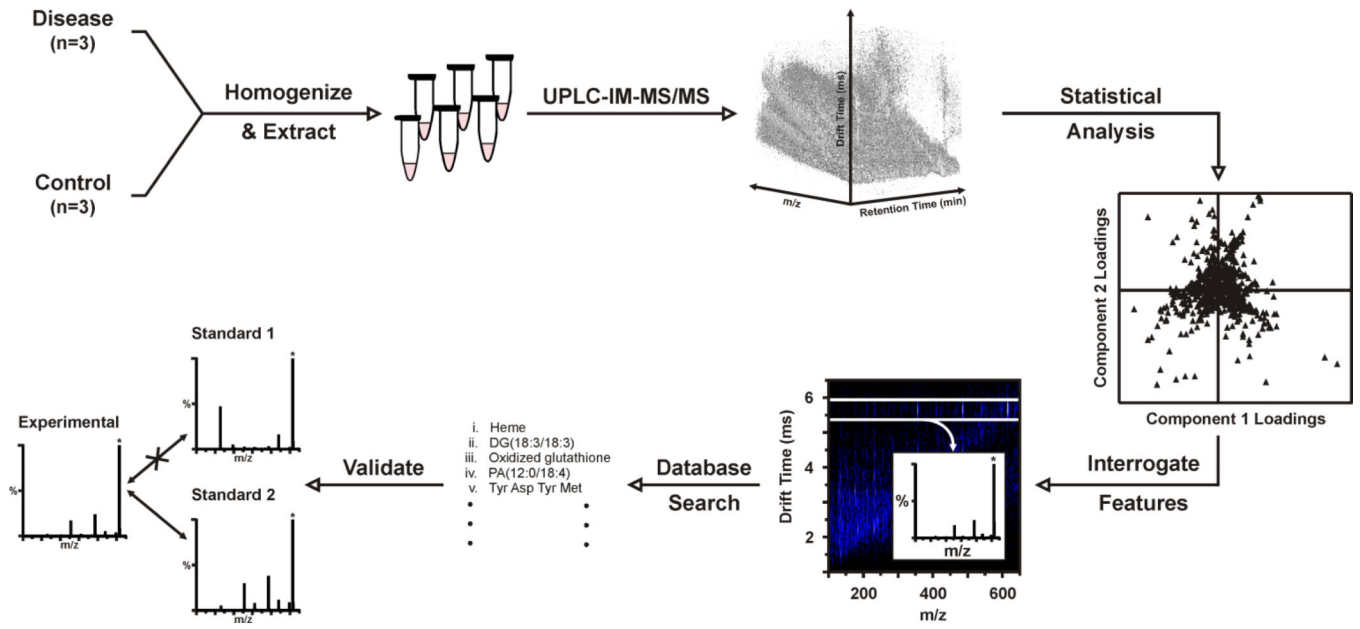 Disease
(n=3)
Control
(n=3)
Homogenize
& Extract
UPLC-IM-MS/MS
Drift Time (ms)
m/z
Retention Time (min)
Statistical
Analysis
Component 2 Loadings
Component 1 Loadings
Interrogate
Features
Drift Time (ms)
6
4
2
200
400
600
m/z
*
%
m/z
Database
Search
i. Heme
ii. DG(18:3/18:3)
iii. Oxidized glutathione
iv. PA(12:0/18:4)
v. Tyr Asp Tyr Met
Validate
Standard 1
*
%
m/z
Experimental
*
%
m/z
Standard 2
*
%
m/z